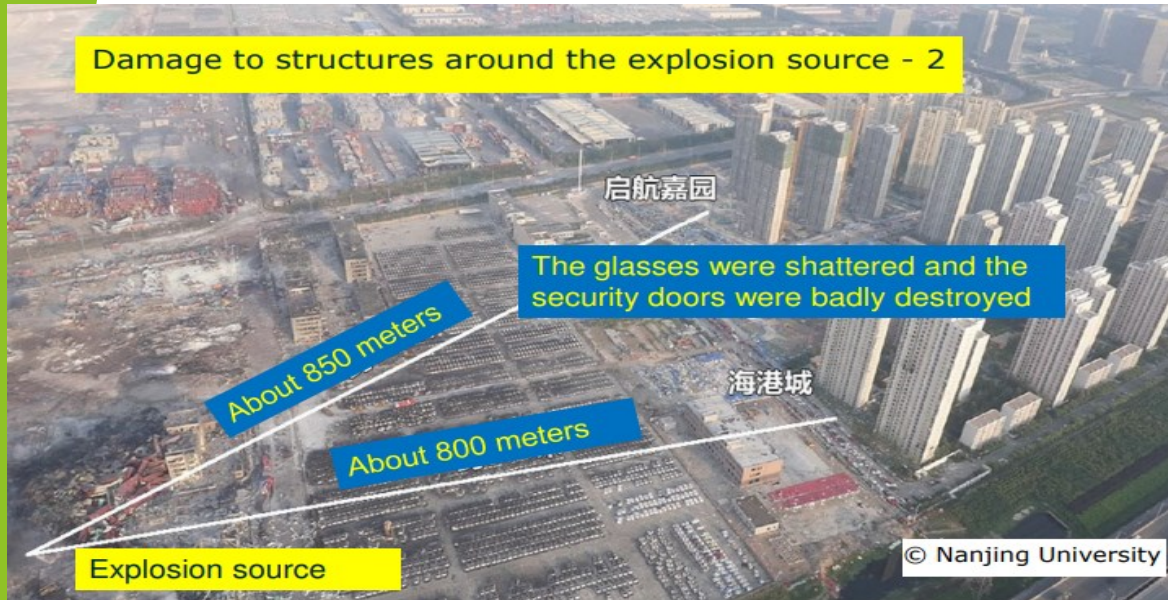 Damage to structures around the explosion source - 2
启航嘉园
The glasses were shattered and the
security doors were badly destroyed
About 850 meters
海港城
About 800 meters
Explosion source
© Nanjing University